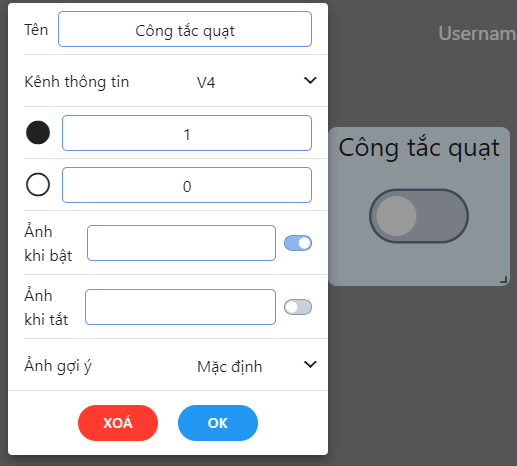 Tên
Công tắc quạt
Usernam
Kênh thông tin
V4
1
Công tắc quạt
0
Ảnh
khi bật
Ảnh
khi tắt
Ảnh gợi ý
Mặc định
XOÁ
OK